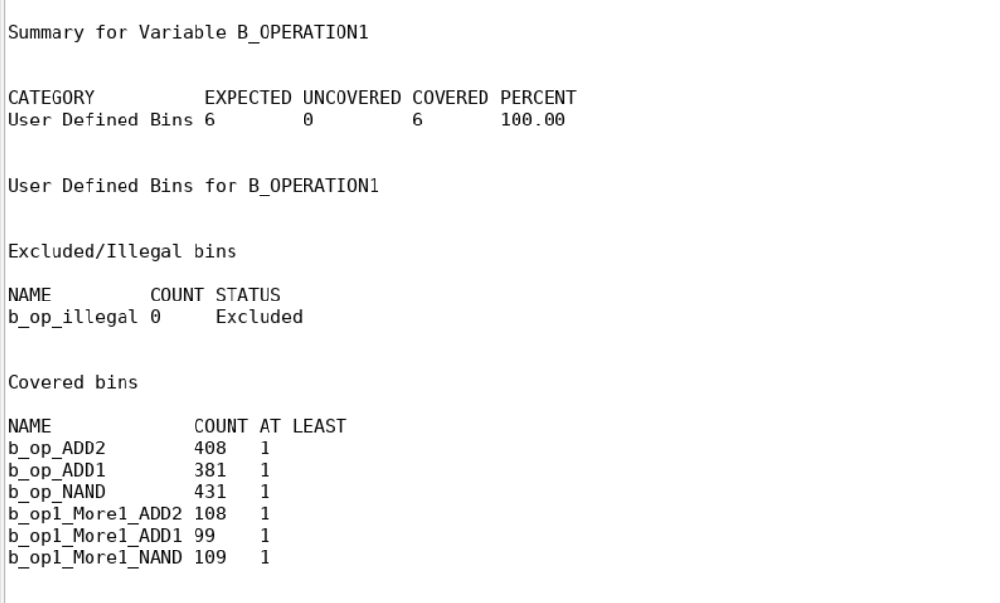 Summary for Variable B_OPERATION1
CATEGORY EXPECTED UNCOVERED COVERED PERCENT
User Defined Bins 6 0 6 100.00
User Defined Bins for B_OPERATION1
Excluded/Illegal bins
NAME COUNT STATUS
b_op_illegal 0 Excluded
Covered bins
NAME COUNT AT LEAST
b_op_ADD2 408 1
b_op_ADD1 381 1
b_op_NAND 431 1
b_op1_More1_ADD2 108 1
b_op1_More1_ADD1 99 1
b_op1_More1_NAND 109 1